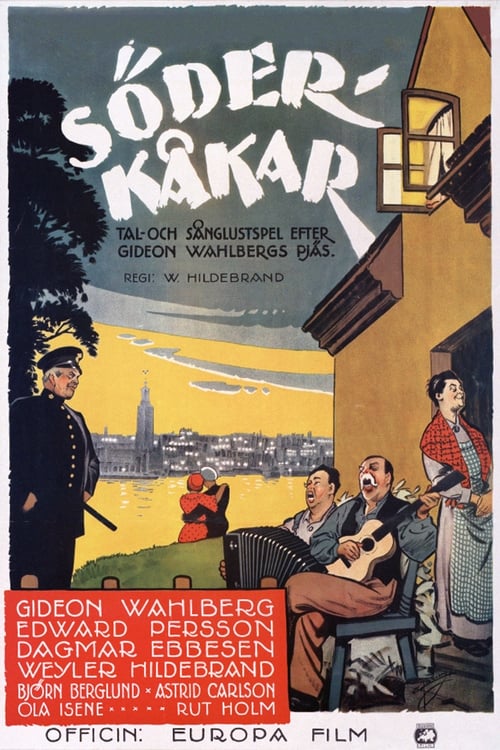 SÖDER-
KÅKAR
TAL-OCH SÅNGLUSTSPEL EFTER
GIDEON WAHLBERGS PJÄS.
REGI: W. HILDEBRAND
GIDEON WAHLBERG
EDWARD PERSSON
DAGMAR EBBESEN
WEYLER HILDEBRAND
BJÖRN BERGLUND × ASTRID CARLSON
OLA ISENE × × × × × RUT HOLM
OFFICIN: EUROPA FILM